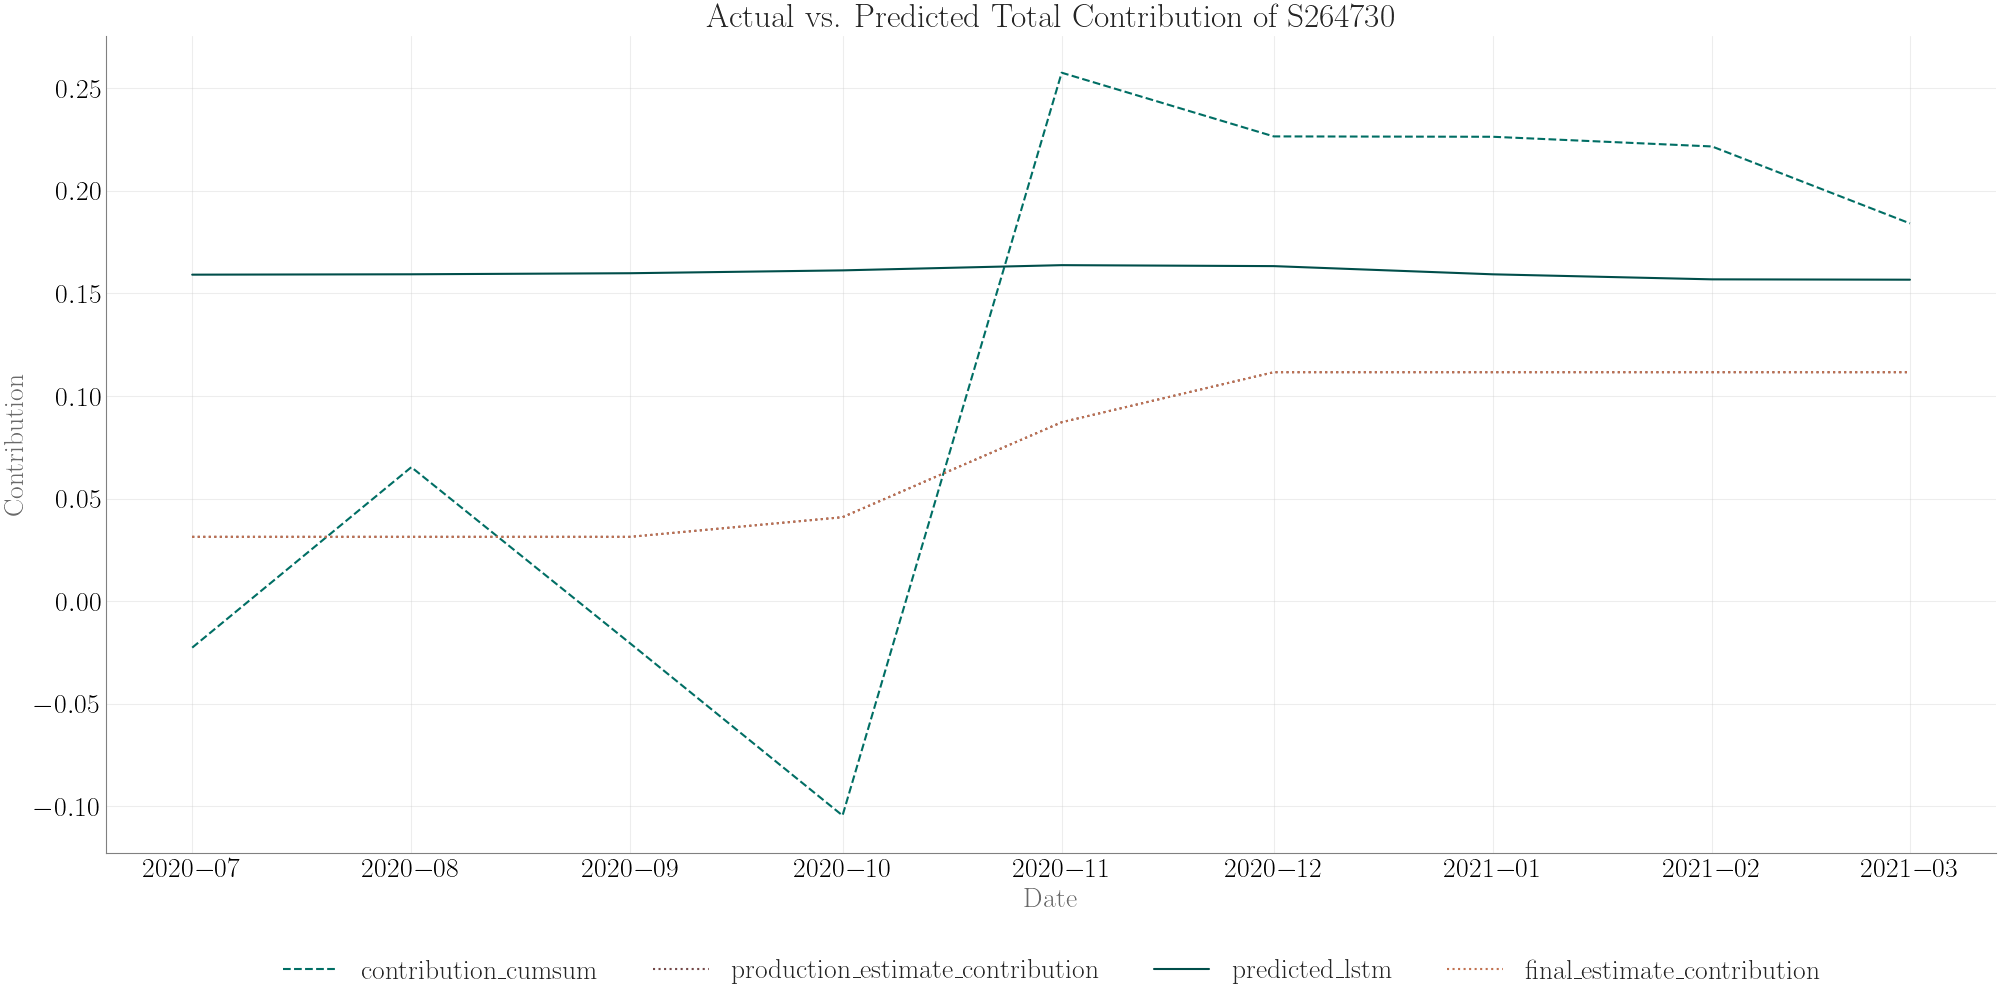 Actual vs. Predicted Total Contribution of S264730
Contribution
0.25
0.20
0.15
0.10
0.05
0.00
−0.05
−0.10
2020−07 2020−08 2020−09 2020−10 2020−11 2020−12 2021−01 2021−02 2021−03
Date
contribution_cumsum production_estimate_contribution predicted_lstm final_estimate_contribution